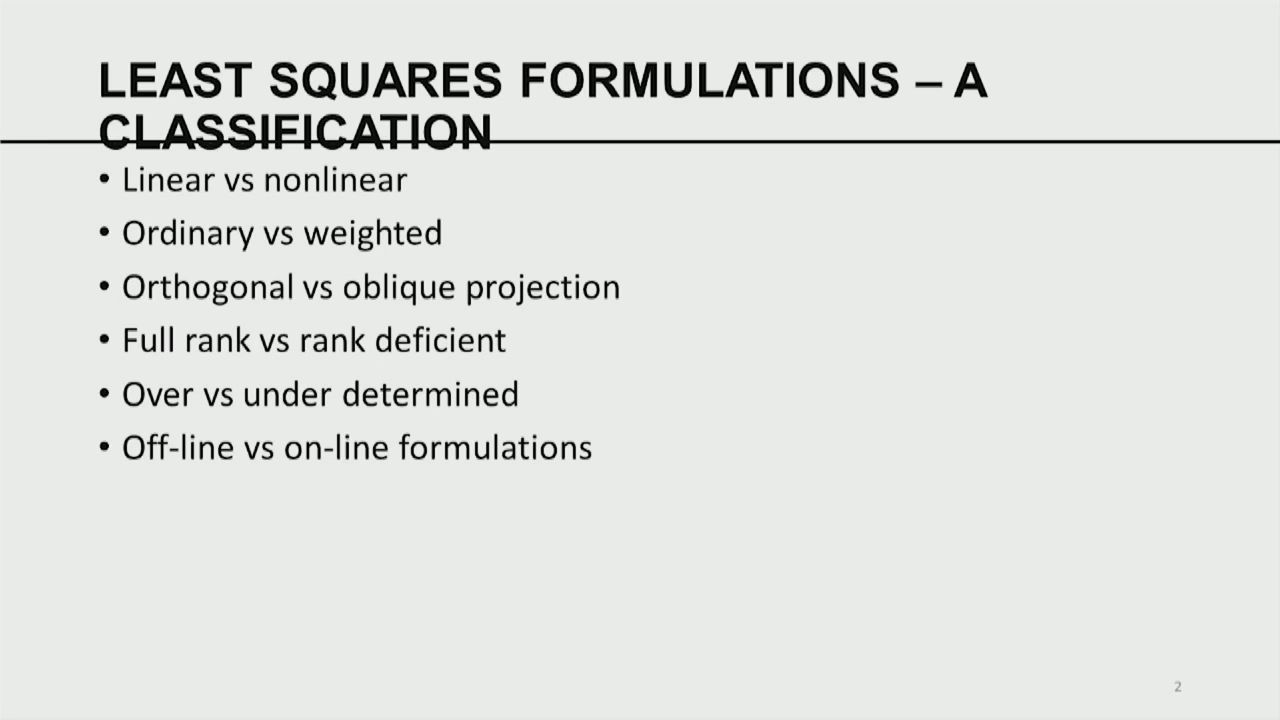 LEAST SQUARES FORMULATIONS – A
CLASSIFICATION
• Linear vs nonlinear
• Ordinary vs weighted
• Orthogonal vs oblique projection
• Full rank vs rank deficient
• Over vs under determined
• Off-line vs on-line formulations
2